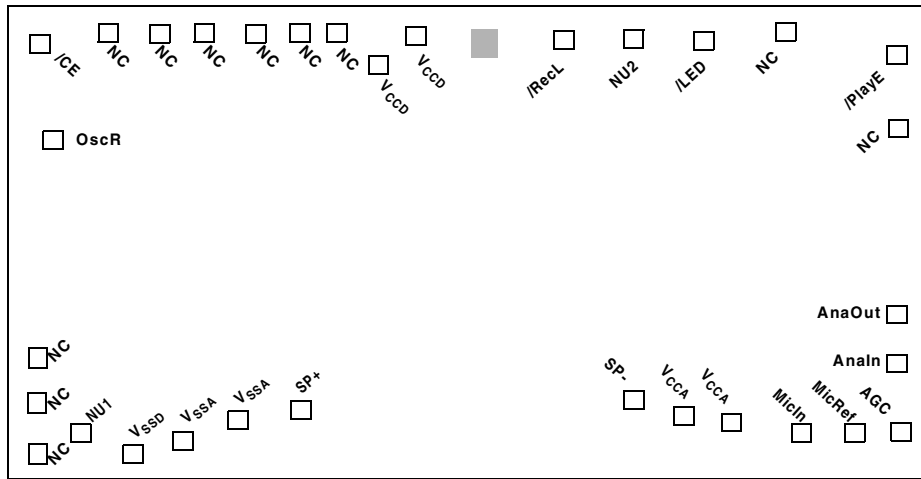 /CE
NC
NC
NC
NC
NC
NC
VCCD
VCCD
/RecL
NU2
/LED
NC
/PlayE
OscR
NC
AnaOut
AnaIn
NC
NC
NC
NU1
VSSD
VSSA
VSSA
SP+
SP-
VCCA
VCCA
MicIn
MicRef
AGC